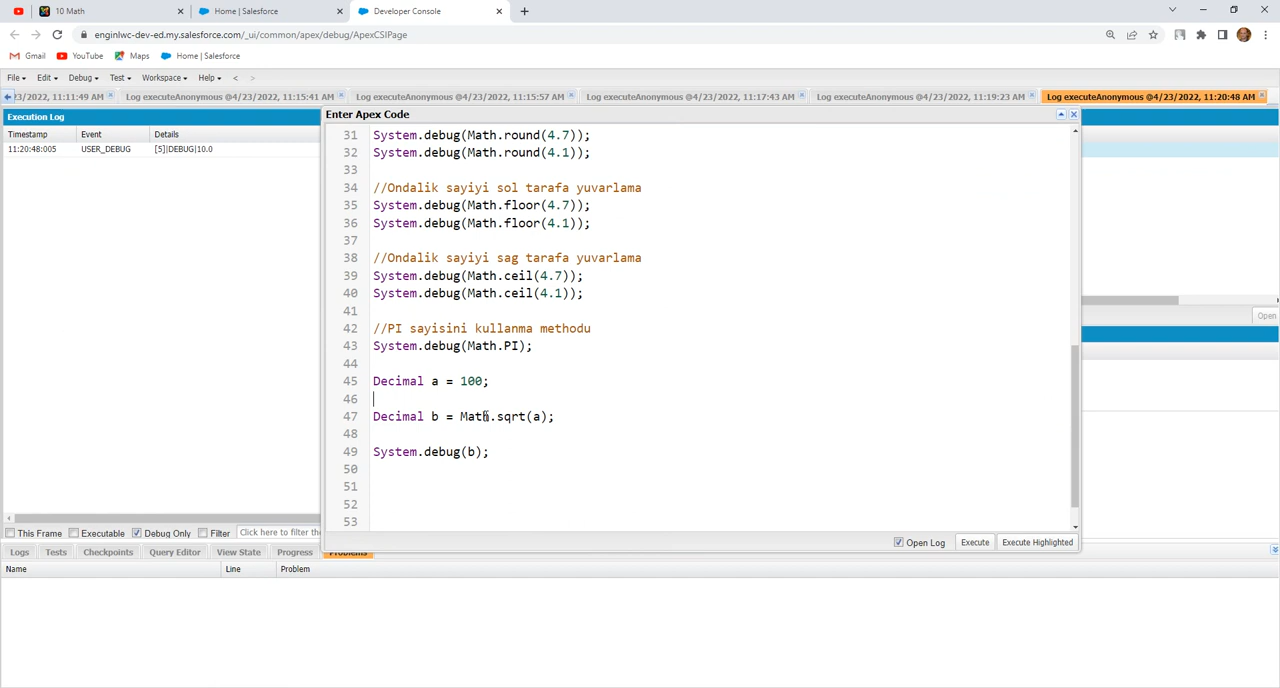 10 Math
Home | Salesforce
Developer Console
enginlwc-dev-ed.my.salesforce.com/_ui/common/apex/debug/ApexCSIPage
Gmail YouTube Maps Home | Salesforce
File Edit Debug Test Workspace Help < >
23/2022, 11:11:49 AM Log executeAnonymous @4/23/2022, 11:15:41 AM Log executeAnonymous @4/23/2022, 11:15:57 AM Log executeAnonymous @4/23/2022, 11:17:43 AM Log executeAnonymous @4/23/2022, 11:19:23 AM Log executeAnonymous @4/23/2022, 11:20:48 AM
Execution Log
Timestamp Event Details
11:20:48:005 USER_DEBUG [5]|DEBUG|10.0
Enter Apex Code
31 System.debug(Math.round(4.7));
32 System.debug(Math.round(4.1));
33
34 //Ondalik sayiyi sol tarafa yuvarlama
35 System.debug(Math.floor(4.7));
36 System.debug(Math.floor(4.1));
37
38 //Ondalik sayiyi sag tarafa yuvarlama
39 System.debug(Math.ceil(4.7));
40 System.debug(Math.ceil(4.1));
41
42 //PI sayisini kullanma methodu
43 System.debug(Math.PI);
44
45 Decimal a = 100;
46
47 Decimal b = Math.sqrt(a);
48
49 System.debug(b);
50
51
52
53
Open Log Execute Execute Highlighted
Open
This Frame Executable Debug Only Filter Click here to filter the
Logs Tests Checkpoints Query Editor View State Progress Problems
Name Line Problem